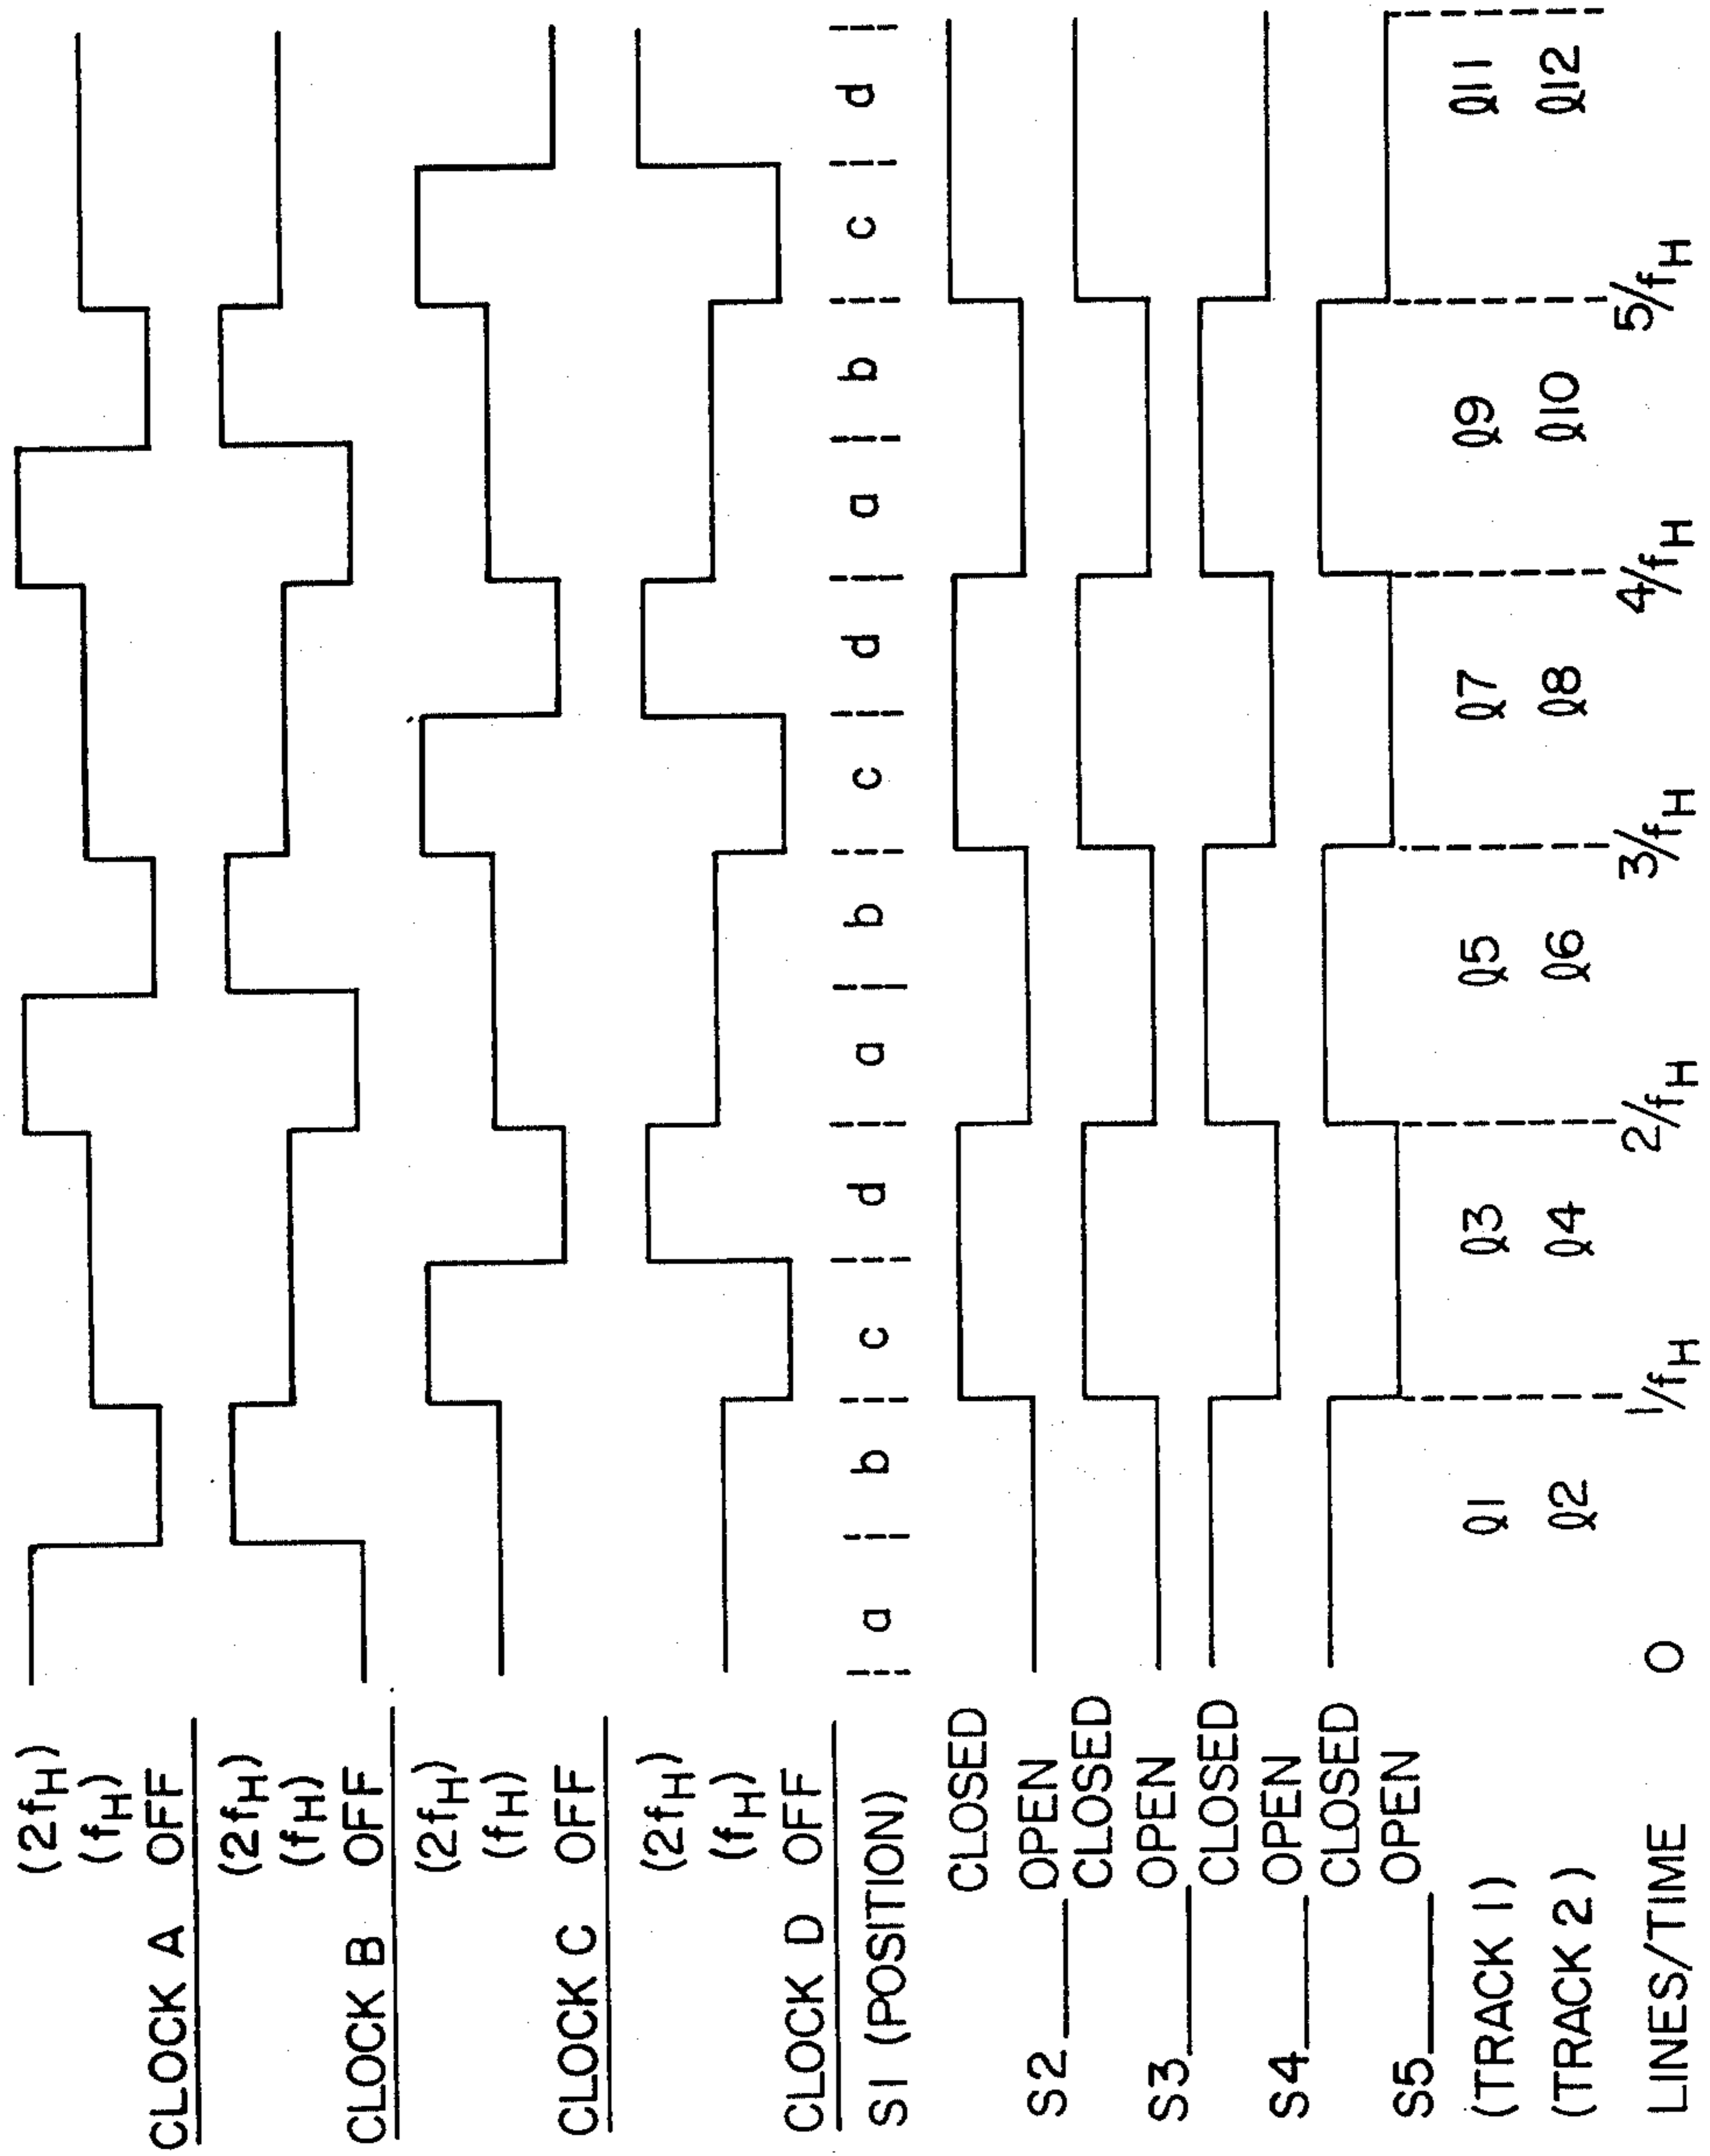 (2fH)
(fH)
CLOCK A OFF
(2fH)
(fH)
CLOCK B OFF
(2fH)
(fH)
CLOCK C OFF
(2fH)
(fH)
CLOCK D OFF
S1 (POSITION) a b c d a b c d a b c d
CLOSED
S2 OPEN
CLOSED
S3 OPEN
CLOSED
S4 OPEN
CLOSED
S5 OPEN
(TRACK 1) ℓ1 ℓ3 ℓ5 ℓ7 ℓ9 ℓ11
(TRACK 2) ℓ2 ℓ4 ℓ6 ℓ8 ℓ10 ℓ12
LINES/TIME 0 1/fH 2/fH 3/fH 4/fH 5/fH